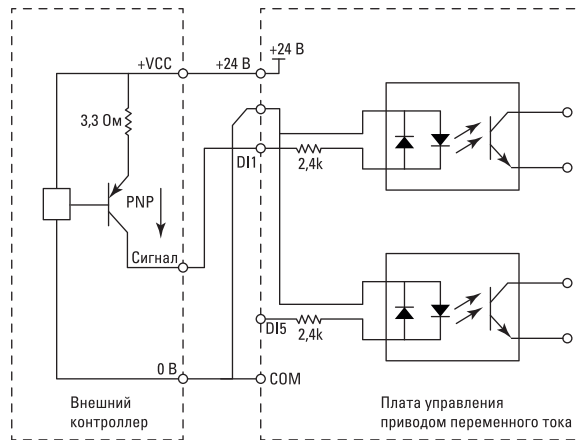 +24 В
+VCC
+24 В
3,3 Ом
DI1
2,4k
PNP
Сигнал
DI5
2,4k
0 В
COM
Внешний
контроллер
Плата управления
приводом переменного тока